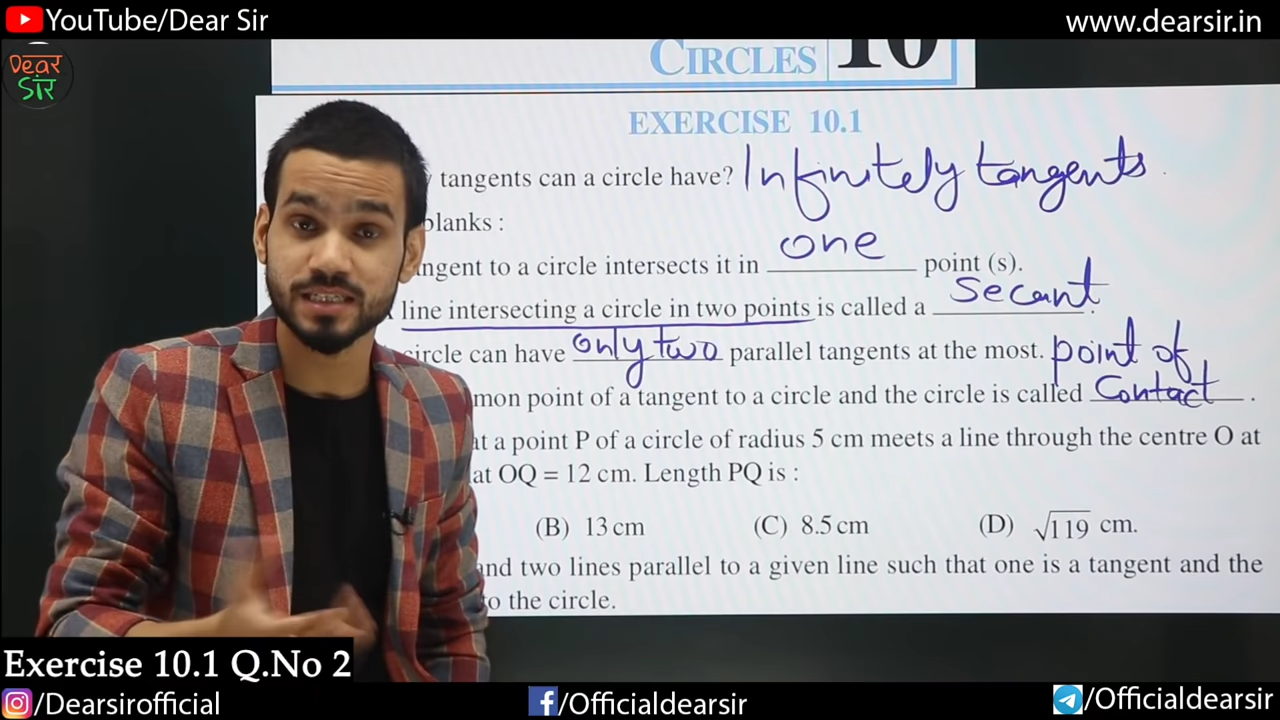 YouTube/Dear Sir
www.dearsir.in
Dear
सर
CIRCLES 10
EXERCISE 10.1
tangents can a circle have? Infinitely tangents
blanks :
ngent to a circle intersects it in one point (s).
line intersecting a circle in two points is called a secant.
circle can have only two parallel tangents at the most. point of
mon point of a tangent to a circle and the circle is called Contact .
at a point P of a circle of radius 5 cm meets a line through the centre O at
at OQ = 12 cm. Length PQ is :
(B) 13 cm (C) 8.5 cm (D) √119 cm.
and two lines parallel to a given line such that one is a tangent and the
to the circle.
Exercise 10.1 Q.No 2
/Dearsirofficial
/Officialdearsir
/Officialdearsir